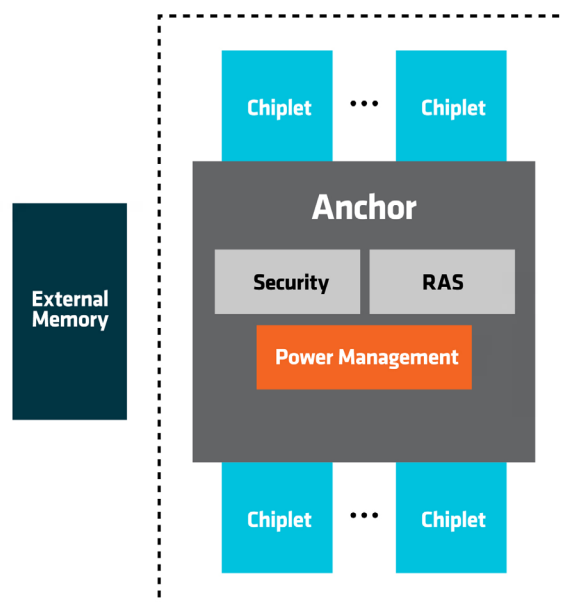 Chiplet ... Chiplet
Anchor
Security RAS
External
Memory
Power Management
Chiplet ... Chiplet